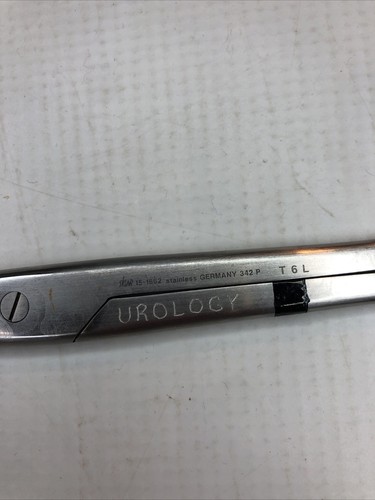 stainless GERMANY 342 P T 6 L
UROLOGY